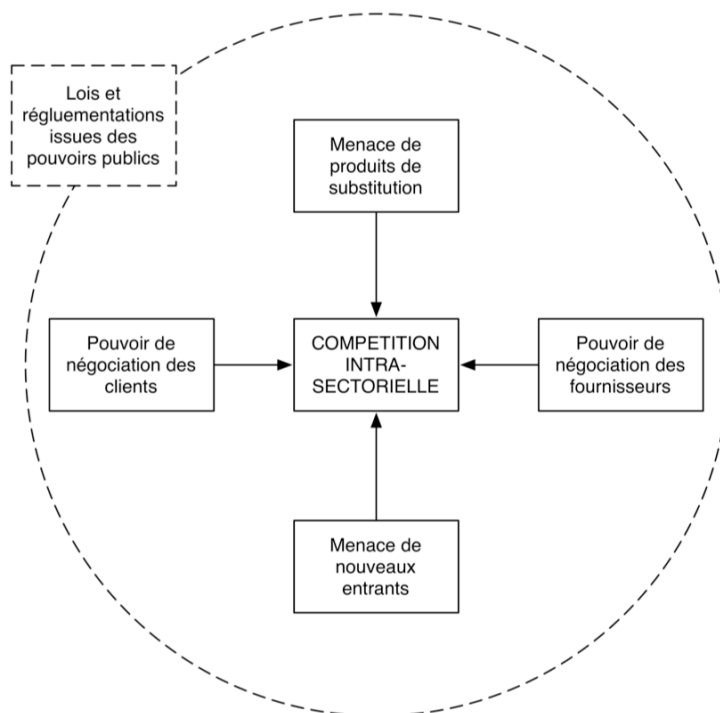 Lois et
régluementations
issues des
pouvoirs publics
Menace de
produits de
substitution
Pouvoir de
négociation des
clients
COMPETITION
INTRA-
SECTORIELLE
Pouvoir de
négociation des
fournisseurs
Menace de
nouveaux
entrants